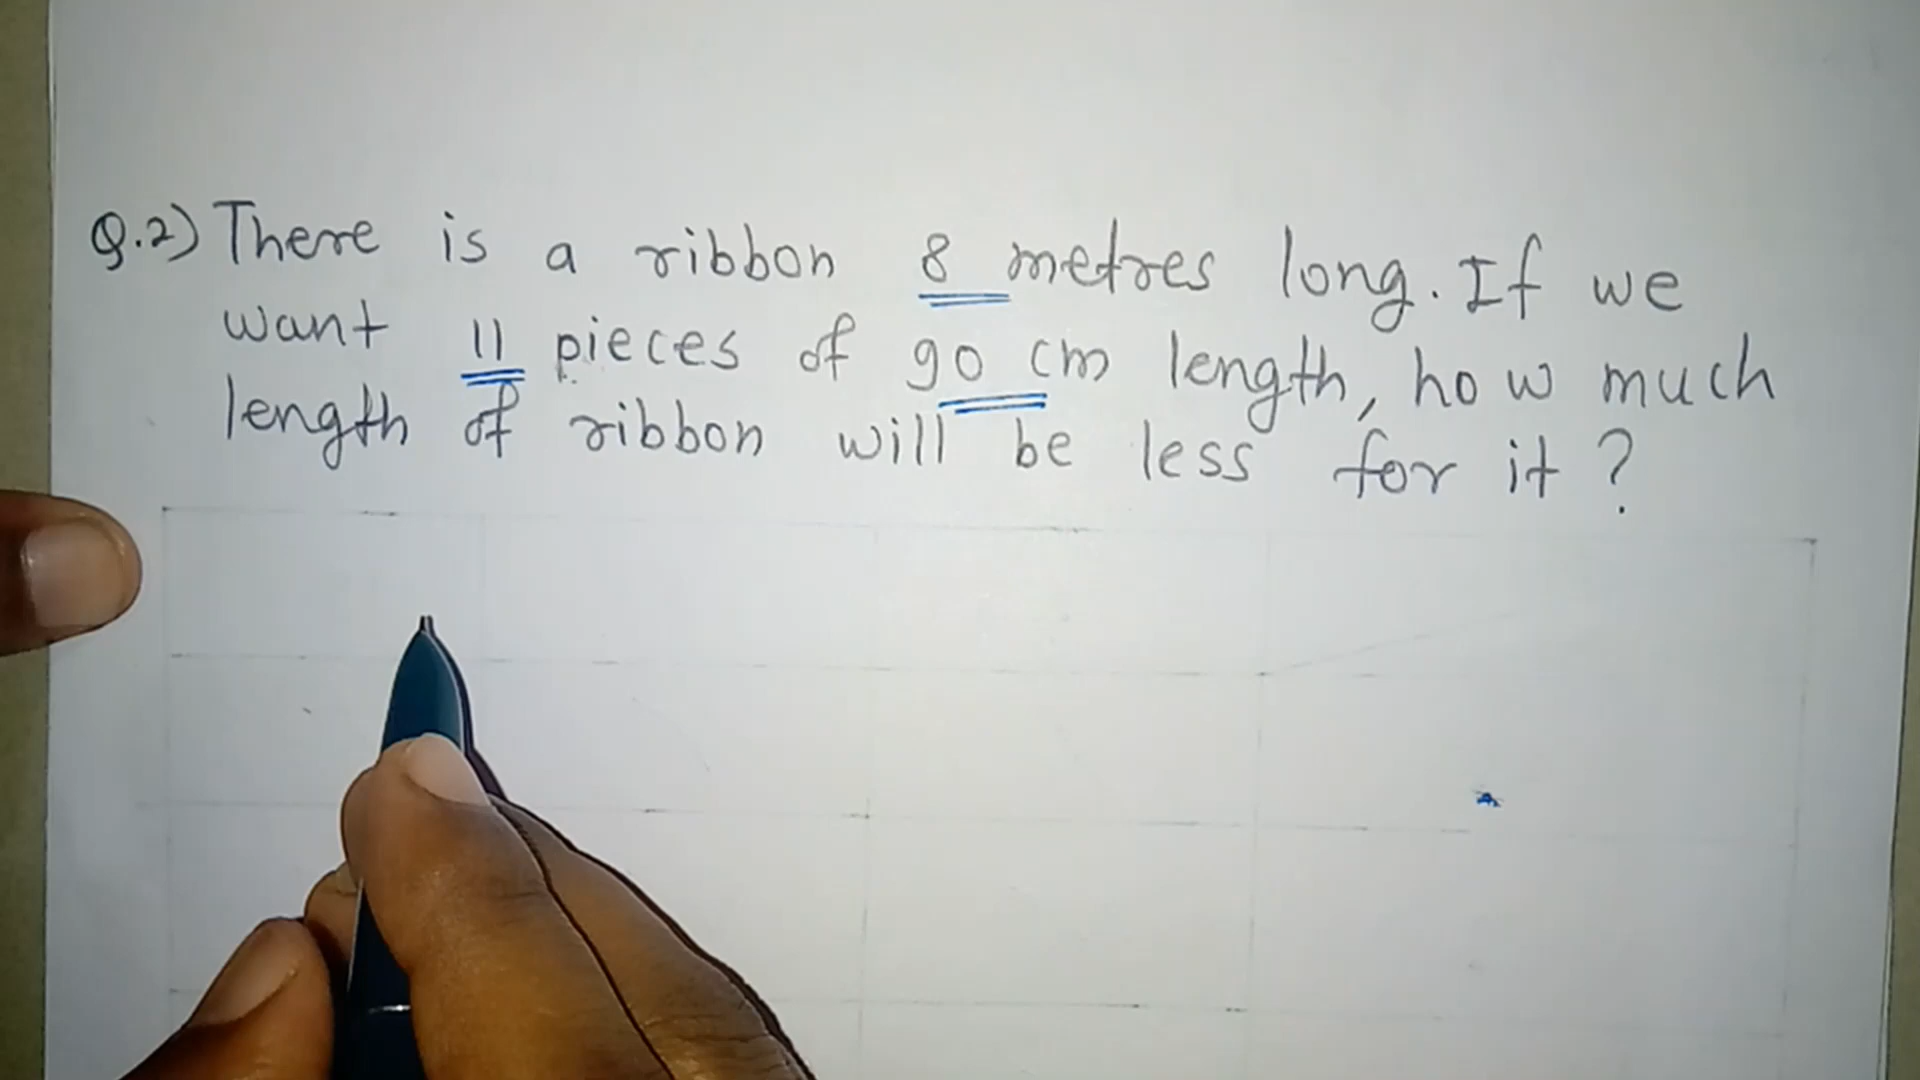 Q.2) There is a ribbon 8 metres long. If we
want 11 pieces of 90 cm length, how much
length of ribbon will be less for it ?